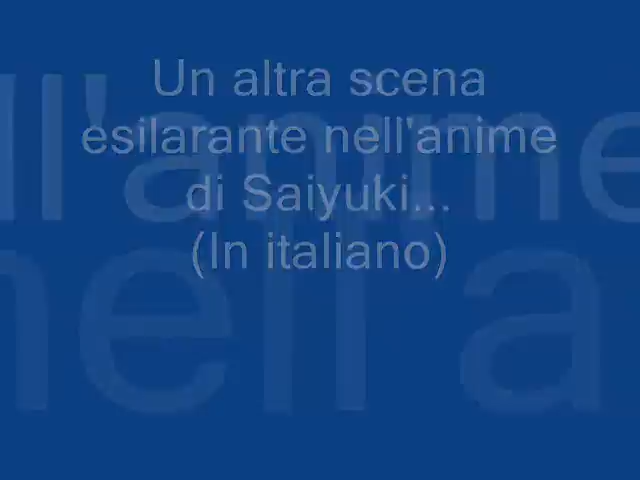 Un altra scena
esilarante nell'anime
di Saiyuki...
(In italiano)